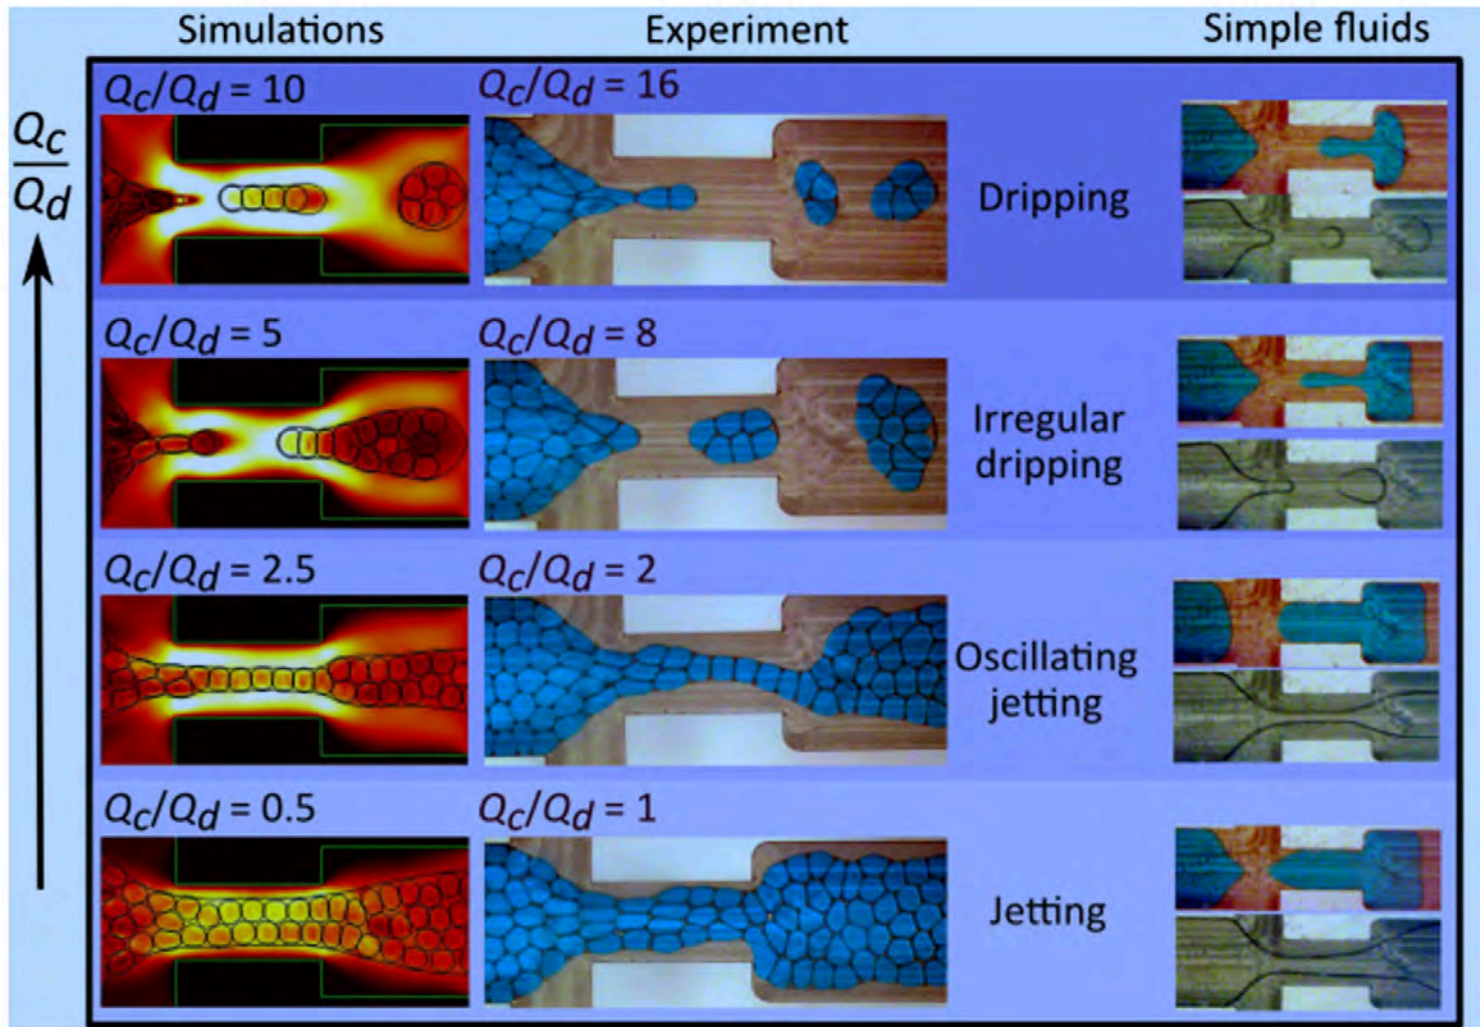 Simulations Experiment Simple fluids
Qc/Qd = 10 Qc/Qd = 16
Qc
Qd
Dripping
Qc/Qd = 5 Qc/Qd = 8
Irregular
dripping
Qc/Qd = 2.5 Qc/Qd = 2
Oscillating
jetting
Qc/Qd = 0.5 Qc/Qd = 1
Jetting